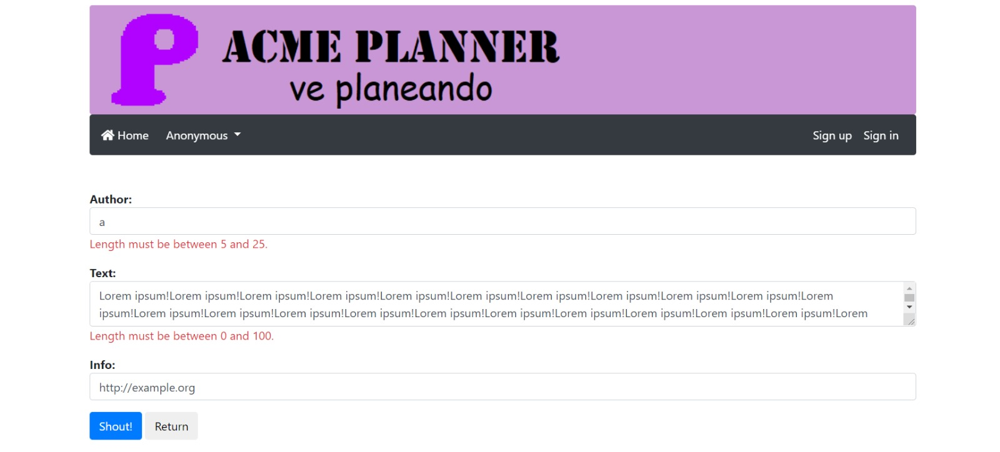 P ACME PLANNER
ve planeando
Home Anonymous Sign up Sign in
Author:
a
Length must be between 5 and 25.
Text:
Lorem ipsum!Lorem ipsum!Lorem ipsum!Lorem ipsum!Lorem ipsum!Lorem ipsum!Lorem ipsum!Lorem ipsum!Lorem ipsum!Lorem ipsum!Lorem
ipsum!Lorem ipsum!Lorem ipsum!Lorem ipsum!Lorem ipsum!Lorem ipsum!Lorem ipsum!Lorem ipsum!Lorem ipsum!Lorem ipsum!Lorem
Length must be between 0 and 100.
Info:
http://example.org
Shout! Return